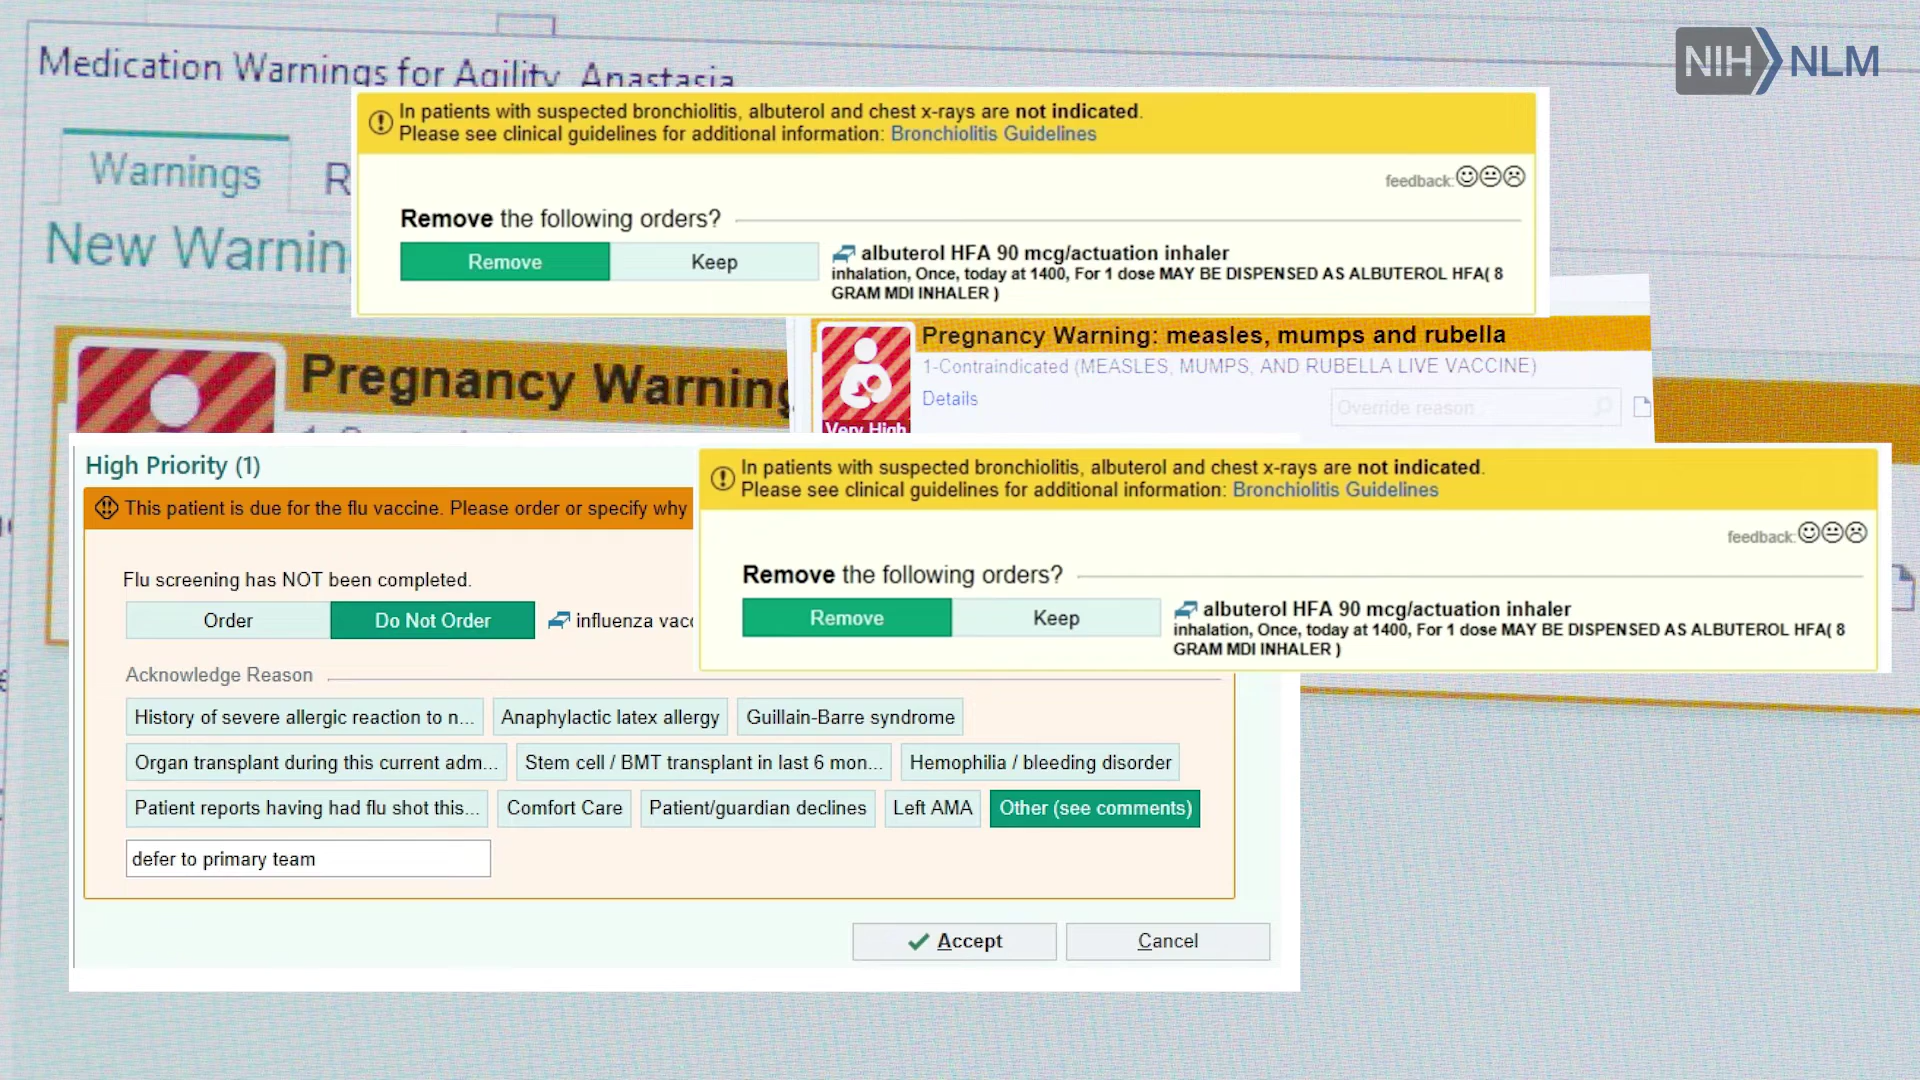 Medication Warnings for Agility, Anastasia
NIH NLM
Warnings
R
New Warnin
Pregnancy Warning
In patients with suspected bronchiolitis, albuterol and chest x-rays are not indicated.
Please see clinical guidelines for additional information: Bronchiolitis Guidelines
feedback:
Remove the following orders?
Remove Keep
albuterol HFA 90 mcg/actuation inhaler
inhalation, Once, today at 1400, For 1 dose MAY BE DISPENSED AS ALBUTEROL HFA( 8
GRAM MDI INHALER )
Pregnancy Warning: measles, mumps and rubella
1-Contraindicated (MEASLES, MUMPS, AND RUBELLA LIVE VACCINE)
Details
Override reason
Very High
High Priority (1)
This patient is due for the flu vaccine. Please order or specify why
Flu screening has NOT been completed.
Order Do Not Order influenza vacc
Acknowledge Reason
History of severe allergic reaction to n... Anaphylactic latex allergy Guillain-Barre syndrome
Organ transplant during this current adm... Stem cell / BMT transplant in last 6 mon... Hemophilia / bleeding disorder
Patient reports having had flu shot this... Comfort Care Patient/guardian declines Left AMA Other (see comments)
defer to primary team
Accept Cancel
In patients with suspected bronchiolitis, albuterol and chest x-rays are not indicated.
Please see clinical guidelines for additional information: Bronchiolitis Guidelines
feedback:
Remove the following orders?
Remove Keep
albuterol HFA 90 mcg/actuation inhaler
inhalation, Once, today at 1400, For 1 dose MAY BE DISPENSED AS ALBUTEROL HFA( 8
GRAM MDI INHALER )